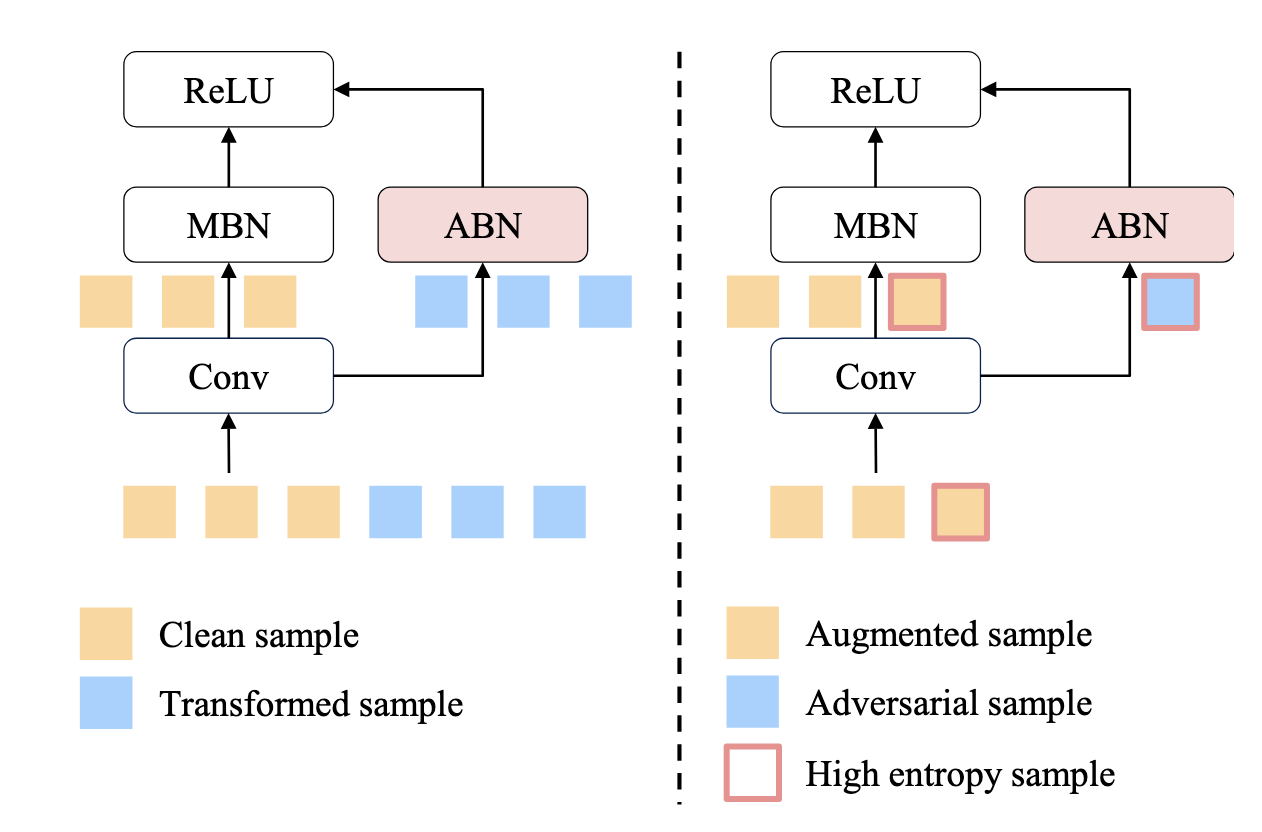 ReLU
MBN
ABN
Conv
Clean sample
Transformed sample
ReLU
MBN
ABN
Conv
Augmented sample
Adversarial sample
High entropy sample